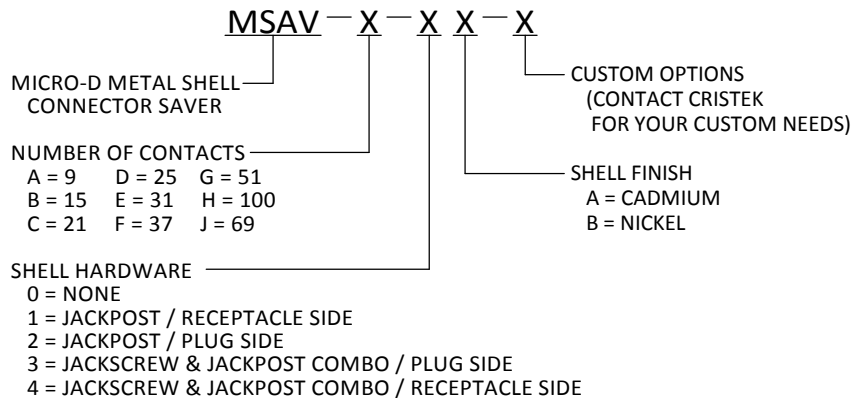 MSAV — X — X X — X
MICRO-D METAL SHELL
CONNECTOR SAVER
NUMBER OF CONTACTS
A = 9 D = 25 G = 51
B = 15 E = 31 H = 100
C = 21 F = 37 J = 69
SHELL HARDWARE
0 = NONE
1 = JACKPOST / RECEPTACLE SIDE
2 = JACKPOST / PLUG SIDE
3 = JACKSCREW & JACKPOST COMBO / PLUG SIDE
4 = JACKSCREW & JACKPOST COMBO / RECEPTACLE SIDE
CUSTOM OPTIONS
(CONTACT CRISTEK
FOR YOUR CUSTOM NEEDS)
SHELL FINISH
A = CADMIUM
B = NICKEL